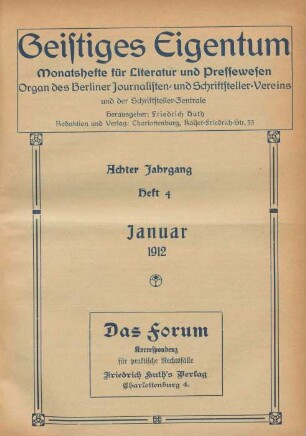 Geistiges Eigentum
Monatshefte für Literatur und Pressewesen
Organ des Berliner Journalisten- und Schriftsteller-Vereins
und der Schriftsteller-Zentrale
Herausgeber: Friedrich Huth
Redaktion und Verlag: Charlottenburg, Kaiser-Friedrich-Str. 53
Achter Jahrgang
Heft 4
Januar
1912
Das Forum
Korrespondenz
für praktische Rechtsfälle
Friedrich Huth's Verlag
Charlottenburg 4.